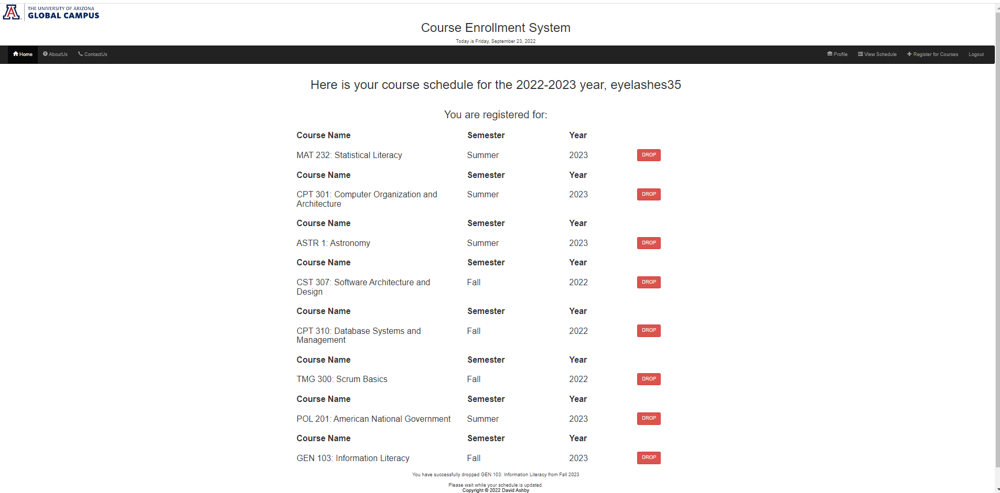 THE UNIVERSITY OF ARIZONA
GLOBAL CAMPUS
Course Enrollment System
Today is Friday, September 23, 2022
Home AboutUs ContactUs Profile View Schedule Register for Courses Logout
Here is your course schedule for the 2022-2023 year, eyelashes35
You are registered for:
Course Name Semester Year
MAT 232: Statistical Literacy Summer 2023 DROP
Course Name Semester Year
CPT 301: Computer Organization and Summer 2023 DROP
Architecture
Course Name Semester Year
ASTR 1: Astronomy Summer 2023 DROP
Course Name Semester Year
CST 307: Software Architecture and Fall 2022 DROP
Design
Course Name Semester Year
CPT 310: Database Systems and Fall 2022 DROP
Management
Course Name Semester Year
TMG 300: Scrum Basics Fall 2022 DROP
Course Name Semester Year
POL 201: American National Government Summer 2023 DROP
Course Name Semester Year
GEN 103: Information Literacy Fall 2023 DROP
You have successfully dropped GEN 103: Information Literacy from Fall 2023
Please wait while your schedule is updated.
Copyright © 2022 David Ashby